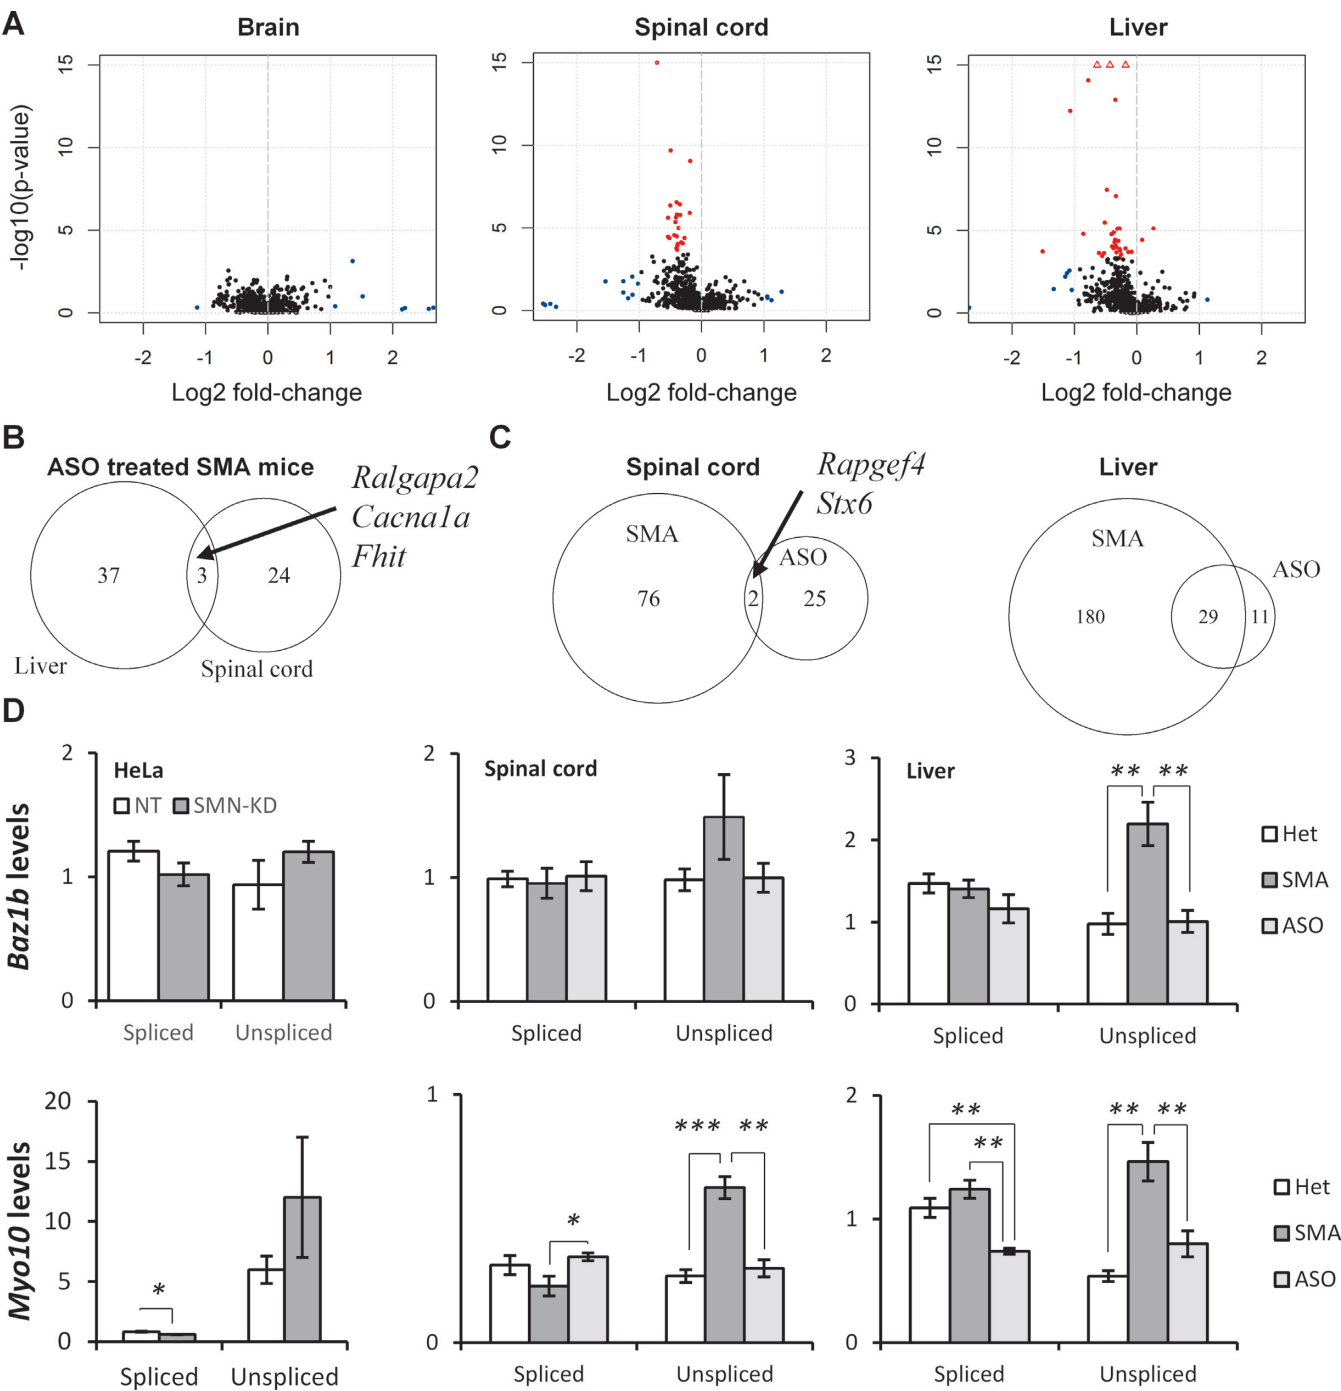 A
Brain
Spinal cord
Liver
-log10(p-value)
15
10
5
0
-2 -1 0 1 2
Log2 fold-change
15
10
5
0
-2 -1 0 1 2
Log2 fold-change
15
10
5
0
-2 -1 0 1 2
Log2 fold-change
B
ASO treated SMA mice
Ralgapa2
Cacna1a
Fhit
37
3
24
Liver
Spinal cord
C
Spinal cord
Rapgef4
Stx6
SMA
ASO
76
2
25
Liver
SMA
ASO
180
29
11
D
Baz1b levels
2
1
0
HeLa
NT SMN-KD
Spliced Unspliced
2
1
0
Spinal cord
Spliced Unspliced
3
2
1
0
Liver
** **
Spliced Unspliced
Het
SMA
ASO
Myo10 levels
20
15
10
5
0
*
Spliced Unspliced
1
0
*
*** **
Spliced Unspliced
2
1
0
**
**
** **
Spliced Unspliced
Het
SMA
ASO